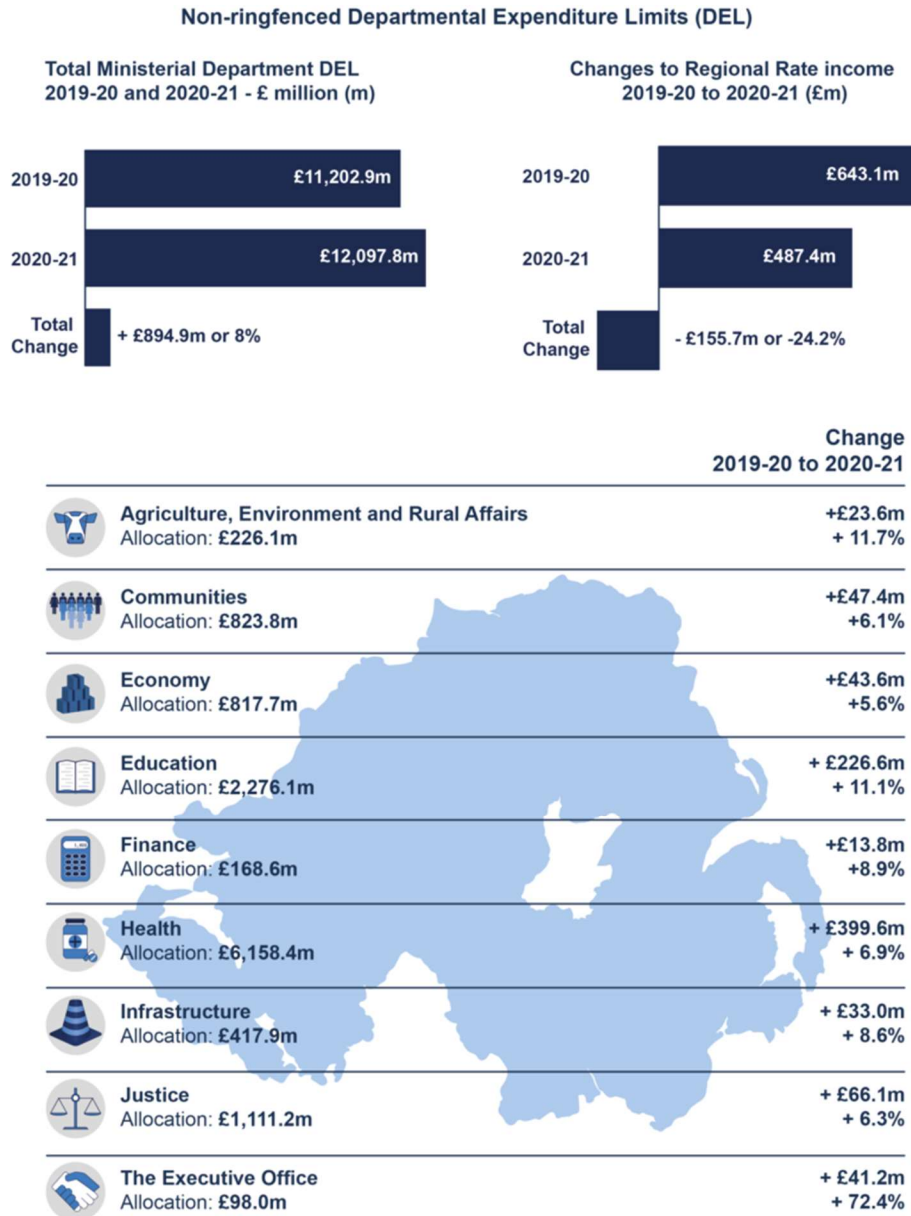 Non-ringfenced Departmental Expenditure Limits (DEL)
Total Ministerial Department DEL
2019-20 and 2020-21 - £ million (m)
2019-20
£11,202.9m
2020-21
£12,097.8m
Total
Change
+ £894.9m or 8%
Changes to Regional Rate income
2019-20 to 2020-21 (£m)
2019-20
£643.1m
2020-21
£487.4m
Total
Change
- £155.7m or -24.2%
Change
2019-20 to 2020-21
Agriculture, Environment and Rural Affairs
Allocation: £226.1m
+£23.6m
+ 11.7%
Communities
Allocation: £823.8m
+£47.4m
+6.1%
Economy
Allocation: £817.7m
+£43.6m
+5.6%
Education
Allocation: £2,276.1m
+ £226.6m
+ 11.1%
Finance
Allocation: £168.6m
+£13.8m
+8.9%
Health
Allocation: £6,158.4m
+ £399.6m
+ 6.9%
Infrastructure
Allocation: £417.9m
+ £33.0m
+ 8.6%
Justice
Allocation: £1,111.2m
+ £66.1m
+ 6.3%
The Executive Office
Allocation: £98.0m
+ £41.2m
+ 72.4%